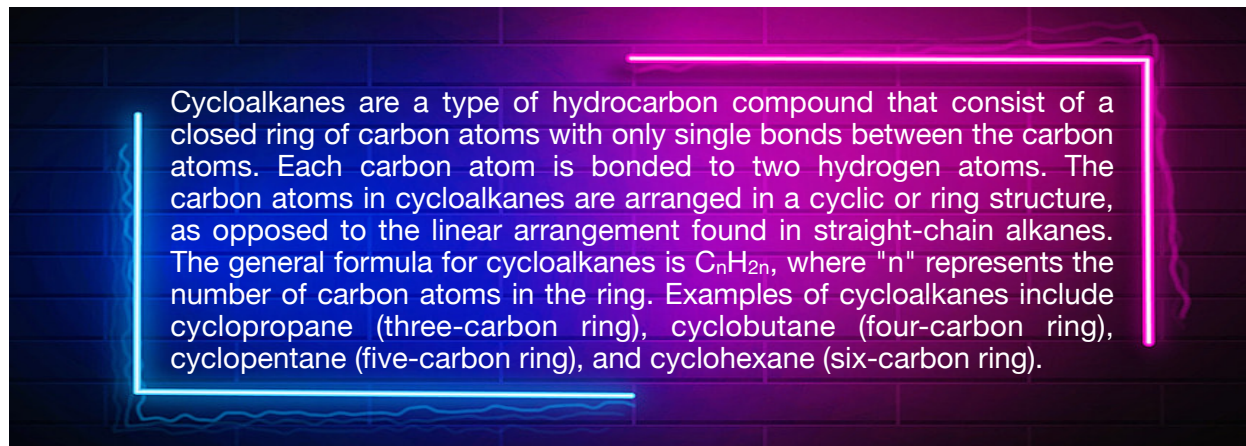 Cycloalkanes are a type of hydrocarbon compound that consist of a
closed ring of carbon atoms with only single bonds between the carbon
atoms. Each carbon atom is bonded to two hydrogen atoms. The
carbon atoms in cycloalkanes are arranged in a cyclic or ring structure,
as opposed to the linear arrangement found in straight-chain alkanes.
The general formula for cycloalkanes is CₙH₂ₙ, where "n" represents the
number of carbon atoms in the ring. Examples of cycloalkanes include
cyclopropane (three-carbon ring), cyclobutane (four-carbon ring),
cyclopentane (five-carbon ring), and cyclohexane (six-carbon ring).